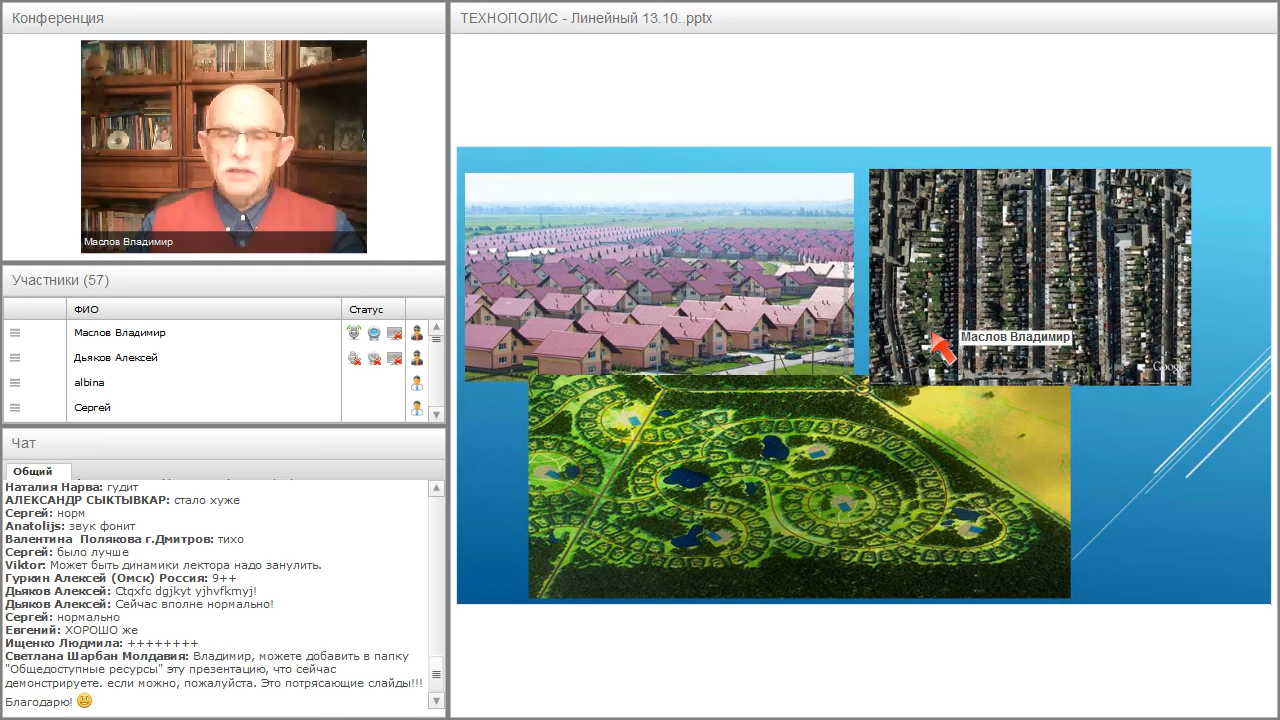 Конференция
Маслов Владимир
Участники (57)
ФИО Статус
Маслов Владимир
Дьяков Алексей
albina
Сергей
Чат
Общий
Наталия Нарва: гудит
АЛЕКСАНДР СЫКТЫВКАР: стало хуже
Сергей: норм
Anatolijs: звук фонит
Валентина Полякова г.Дмитров: тихо
Сергей: было лучше
Viktor: Может быть динамики лектора надо занулить.
Гуркин Алексей (Омск) Россия: 9++
Дьяков Алексей: Ctqxfc dgjkyt yjhvfkmyj!
Дьяков Алексей: Сейчас вполне нормально!
Сергей: нормально
Евгений: ХОРОШО же
Ищенко Людмила: ++++++++
Светлана Шарбан Молдавия: Владимир, можете добавить в папку
"Общедоступные ресурсы" эту презентацию, что сейчас
демонстрируете. если можно, пожалуйста. Это потрясающие слайды!!!
Благодарю!
ТЕХНОПОЛИС - Линейный 13.10..pptx
Маслов Владимир
Google